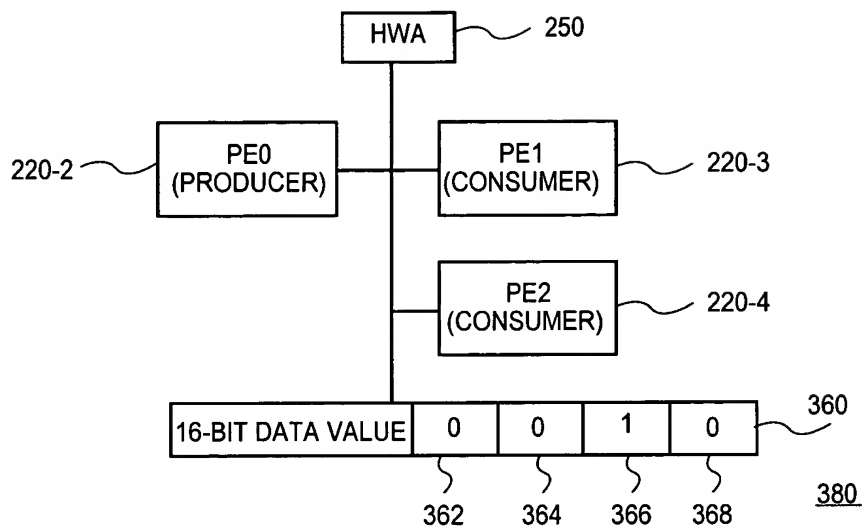 HWA
250
220-2
PE0
(PRODUCER)
PE1
(CONSUMER)
220-3
PE2
(CONSUMER)
220-4
16-BIT DATA VALUE 0 0 1 0
360
362 364 366 368
380